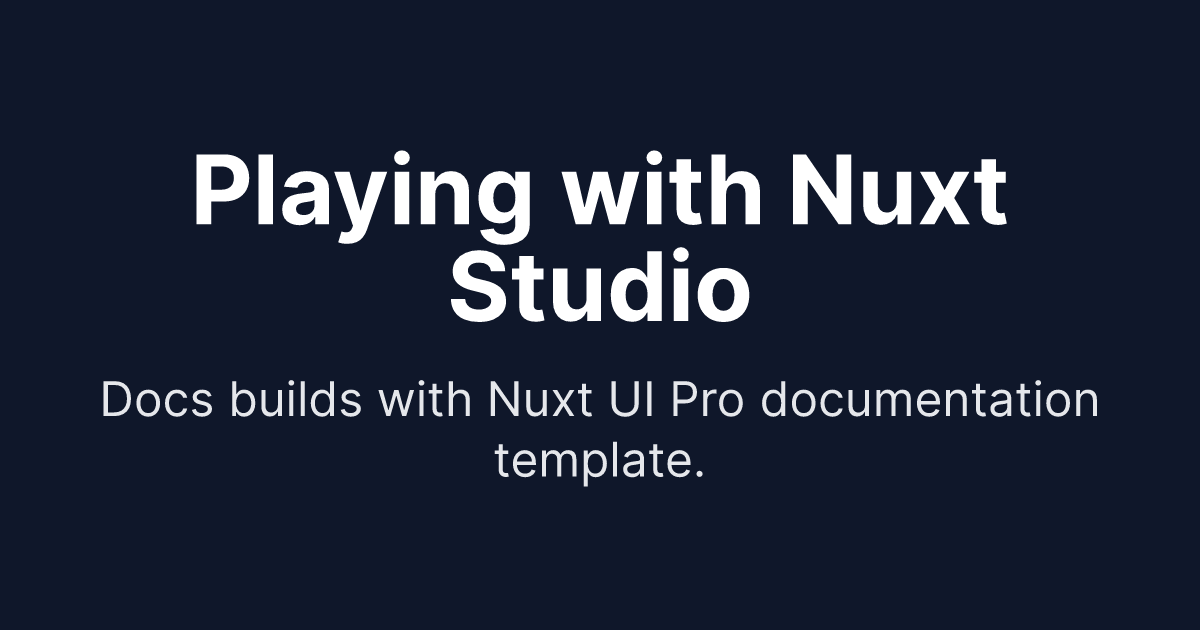 Playing with Nuxt
Studio
Docs builds with Nuxt UI Pro documentation
template.